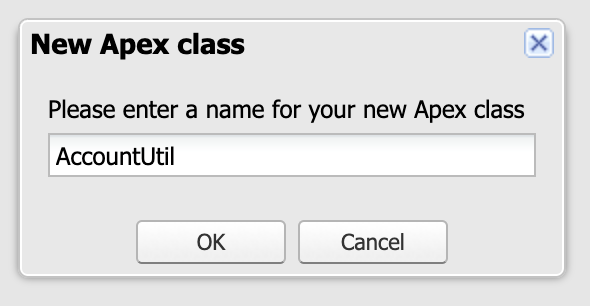 New Apex class
Please enter a name for your new Apex class
AccountUtil
OK
Cancel